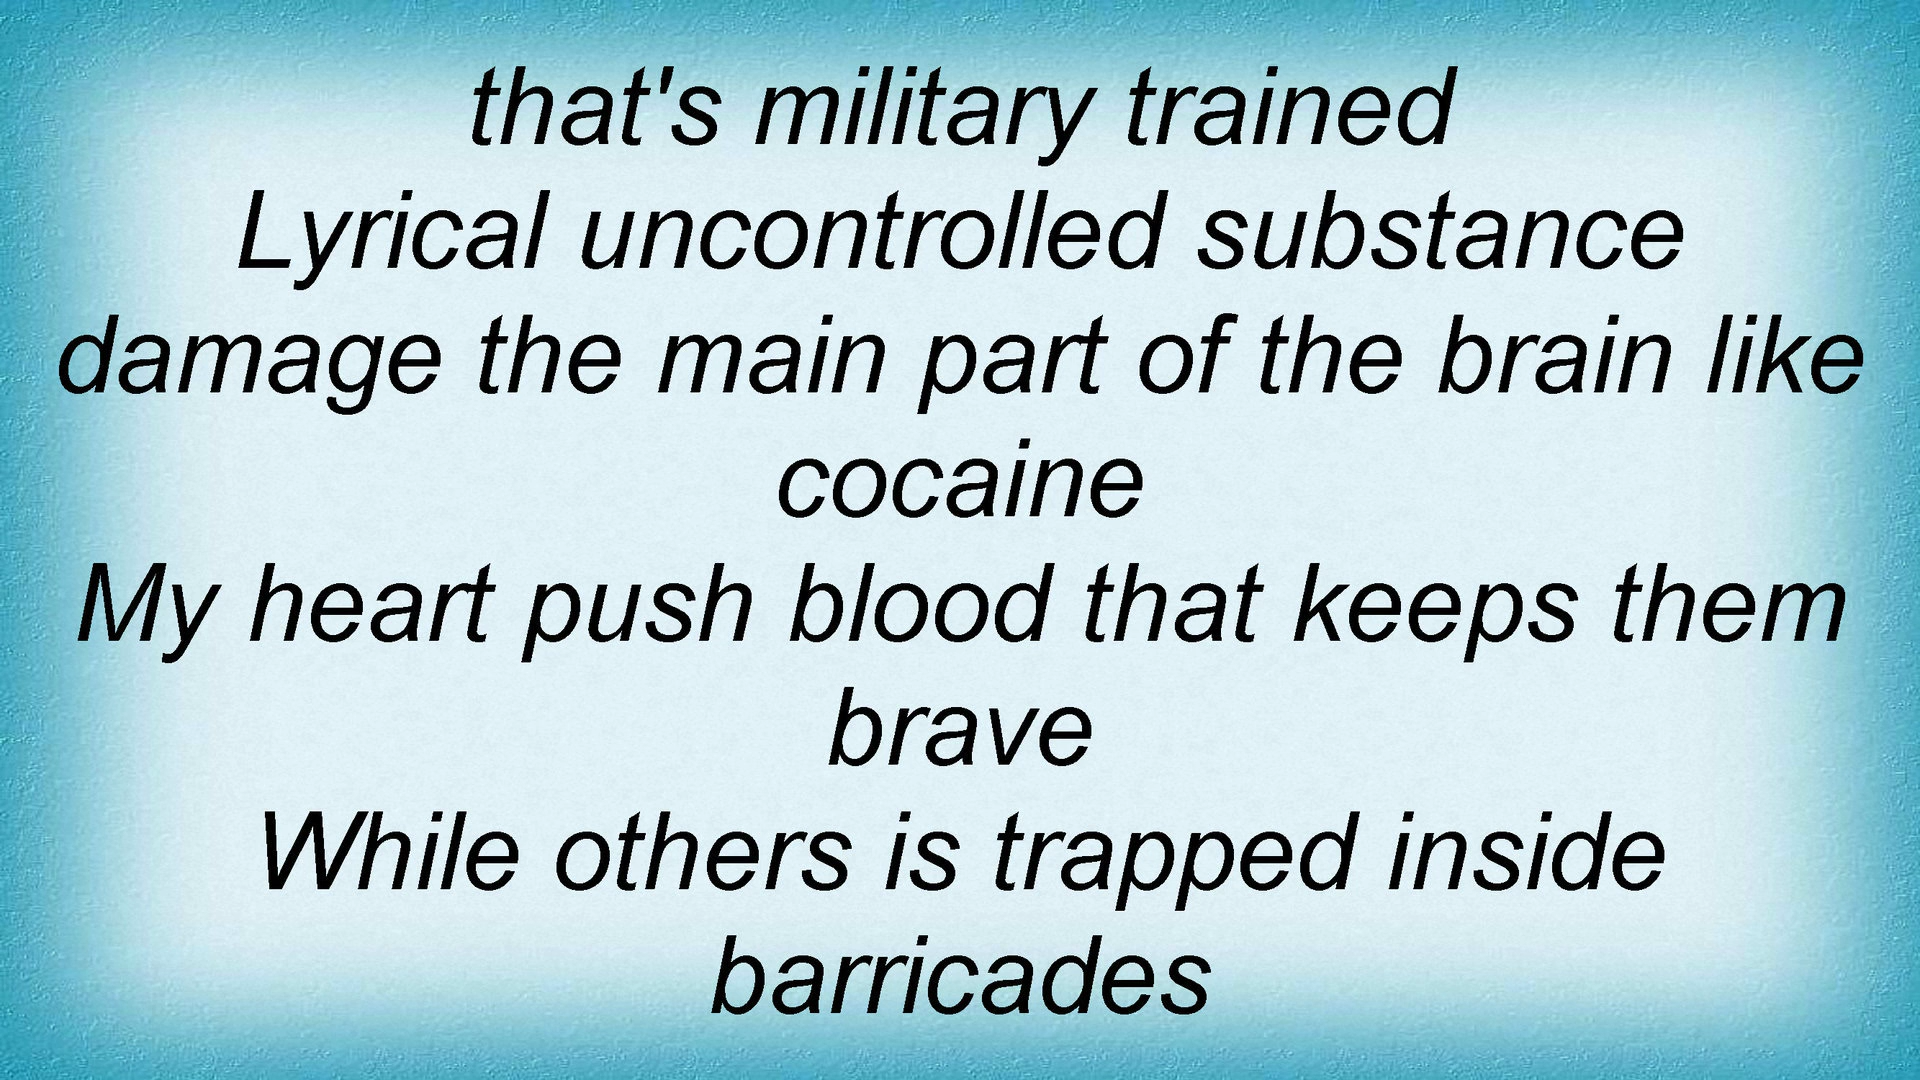 that's military trained
Lyrical uncontrolled substance
damage the main part of the brain like
cocaine
My heart push blood that keeps them
brave
While others is trapped inside
barricades